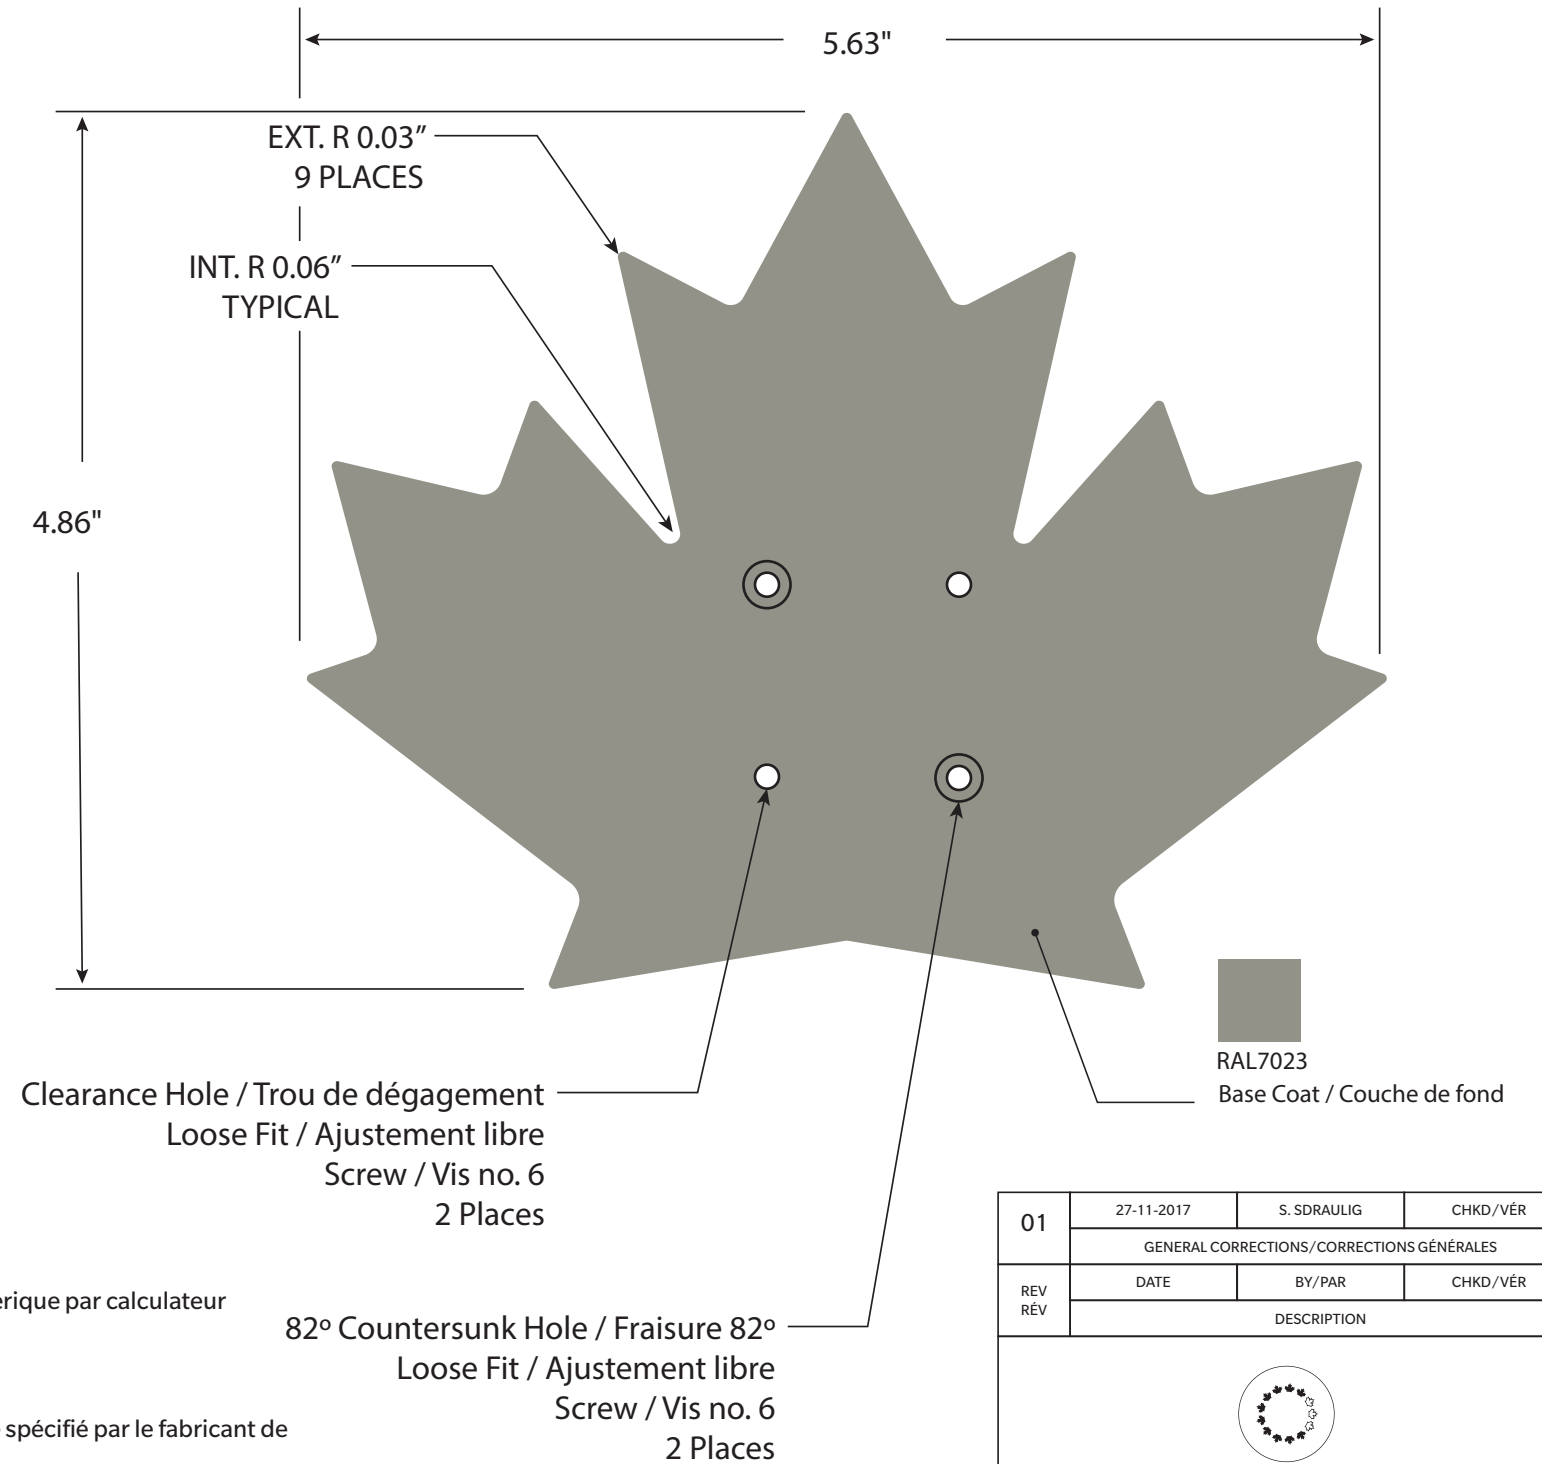 5.63"
EXT. R 0.03”
9 PLACES
INT. R 0.06”
TYPICAL
4.86"
RAL7023
Base Coat / Couche de fond
Clearance Hole / Trou de dégagement
Loose Fit / Ajustement libre
Screw / Vis no. 6
2 Places
82º Countersunk Hole / Fraisure 82º
Loose Fit / Ajustement libre
Screw / Vis no. 6
2 Places
par calculateur
spécifié par le fabricant de
01
27-11-2017
S. SDRAULIG
CHKD/VÉR
GENERAL CORRECTIONS/CORRECTIONS GÉNÉRALES
REV
RÉV
DATE
BY/PAR
CHKD/VÉR
DESCRIPTION